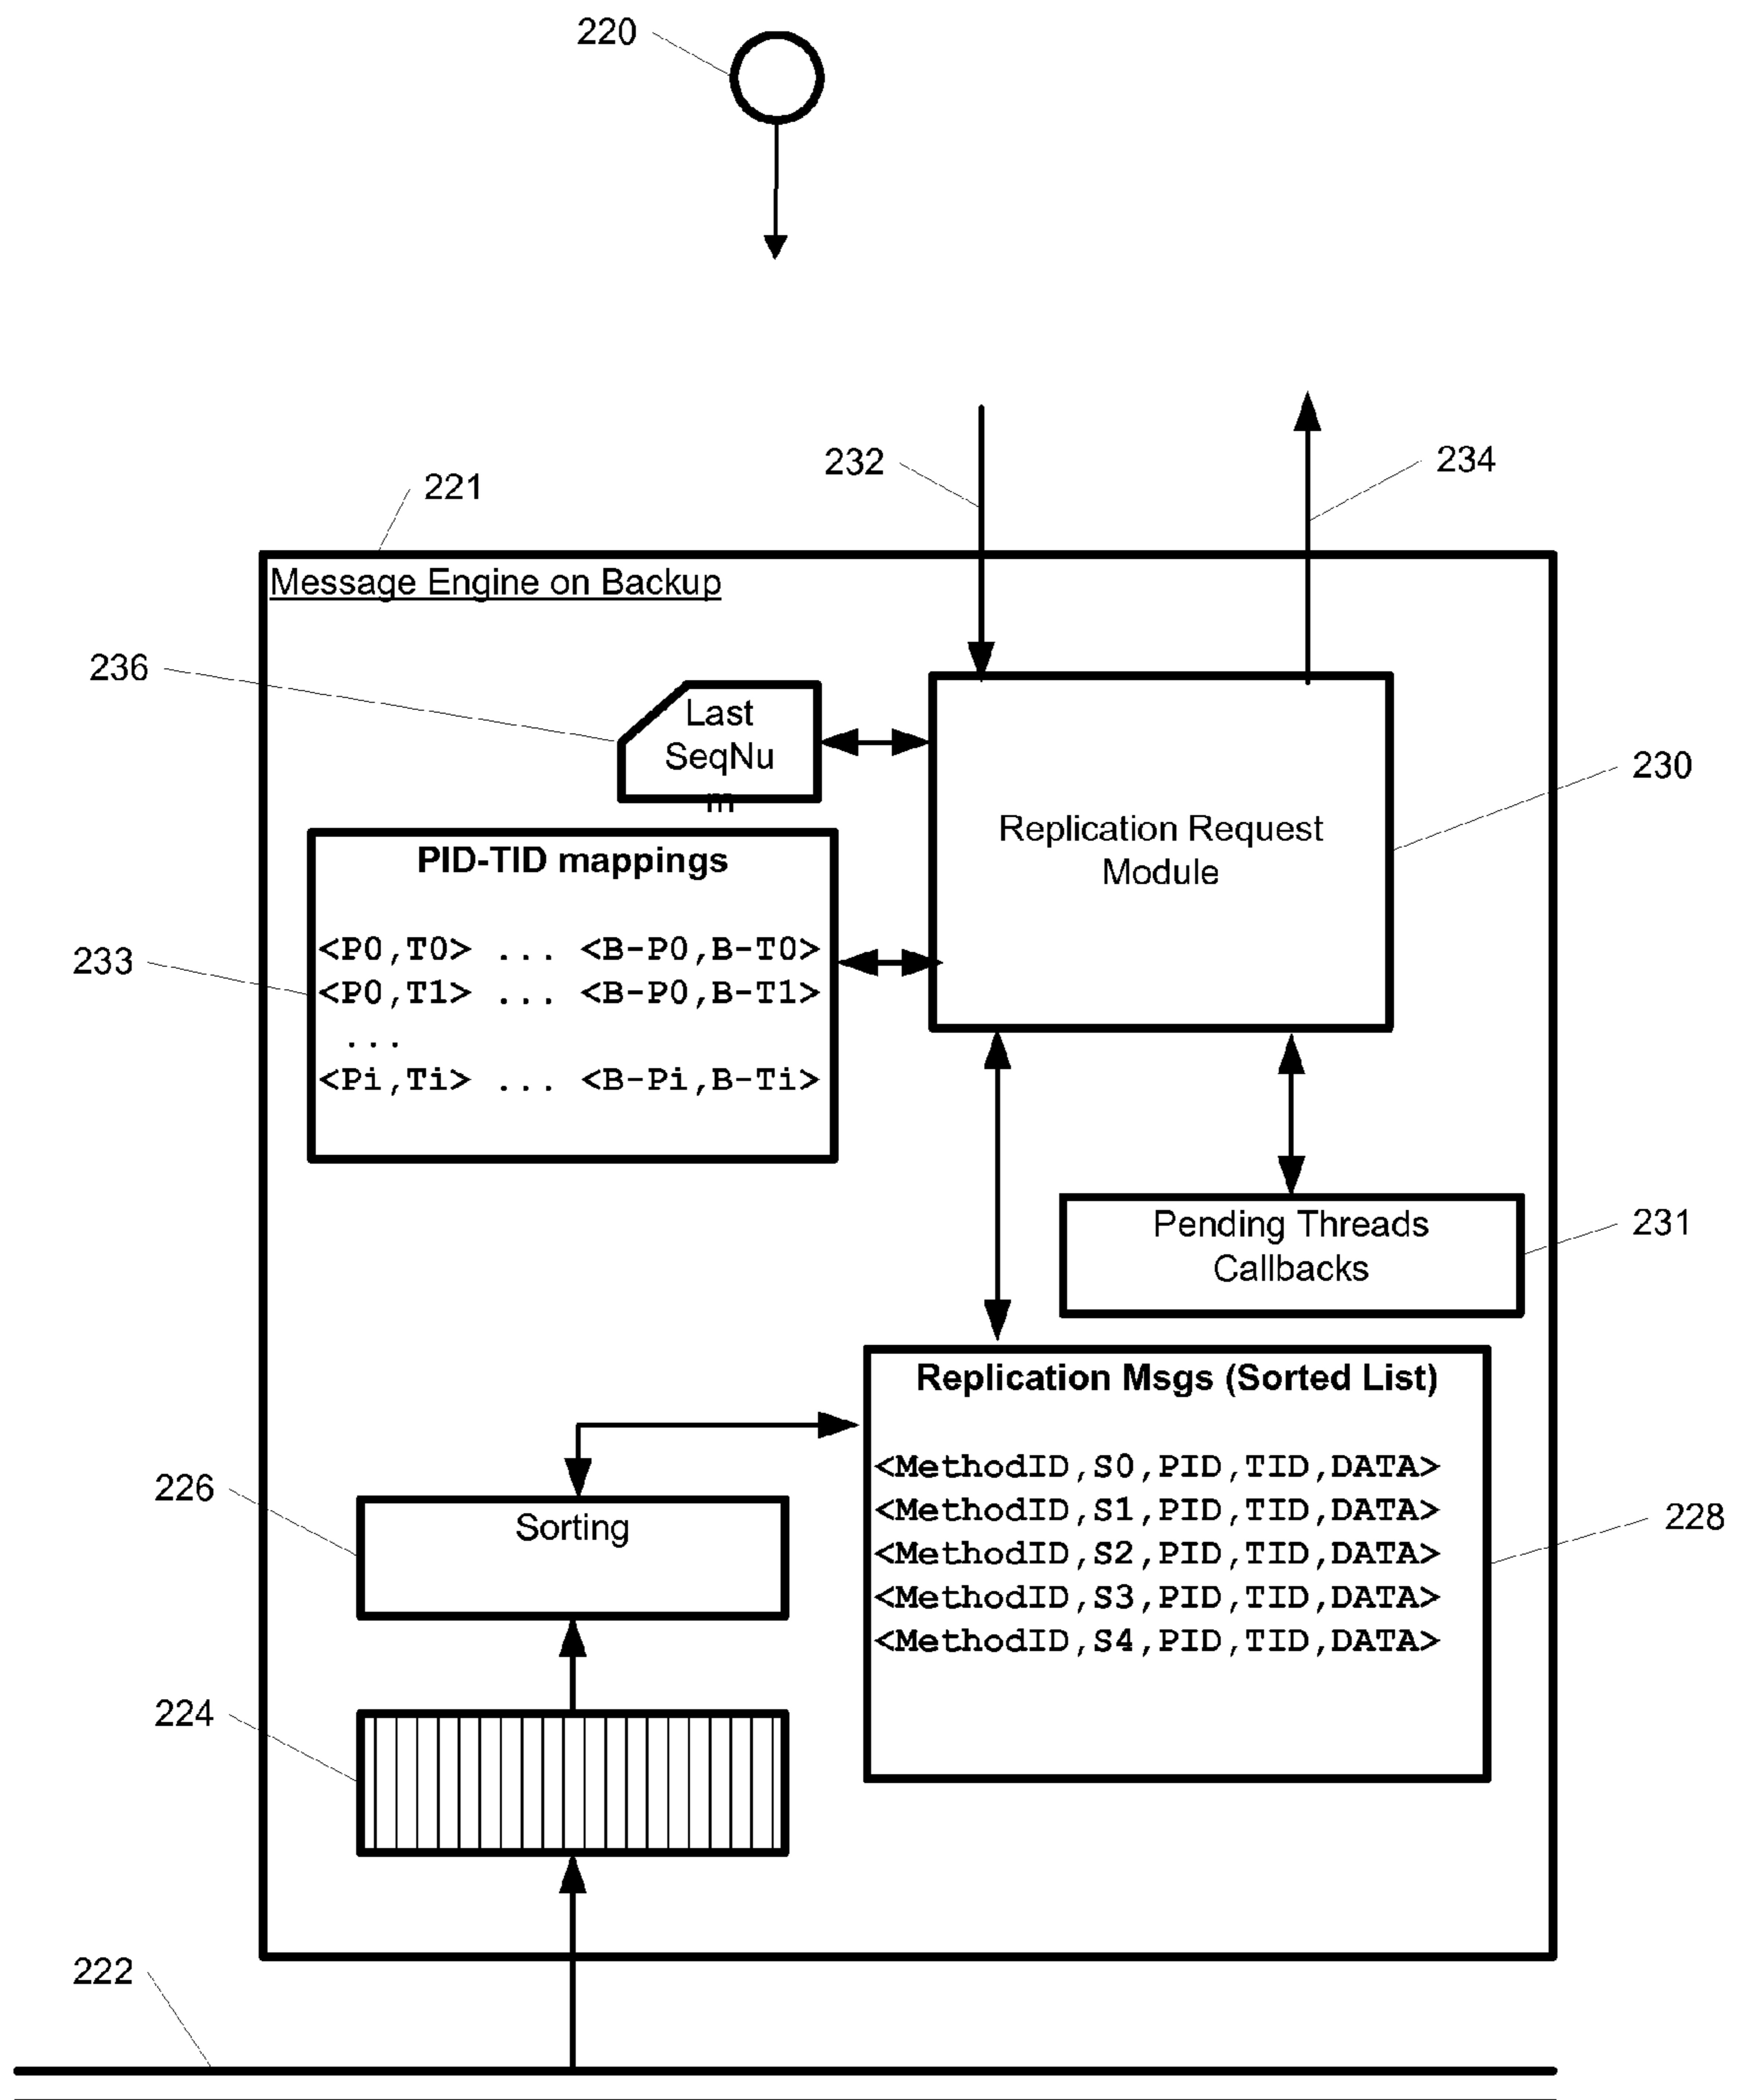 220
232
234
221
Message Engine on Backup
236
Last
SeqNu
m
230
Replication Request
Module
PID-TID mappings
233
<P0,T0> ... <B-P0,B-T0>
<P0,T1> ... <B-P0,B-T1>
...
<Pi,Ti> ... <B-Pi,B-Ti>
Pending Threads
Callbacks
231
Replication Msgs (Sorted List)
<MethodID,S0,PID,TID,DATA>
<MethodID,S1,PID,TID,DATA>
<MethodID,S2,PID,TID,DATA>
<MethodID,S3,PID,TID,DATA>
<MethodID,S4,PID,TID,DATA>
228
226
Sorting
224
222